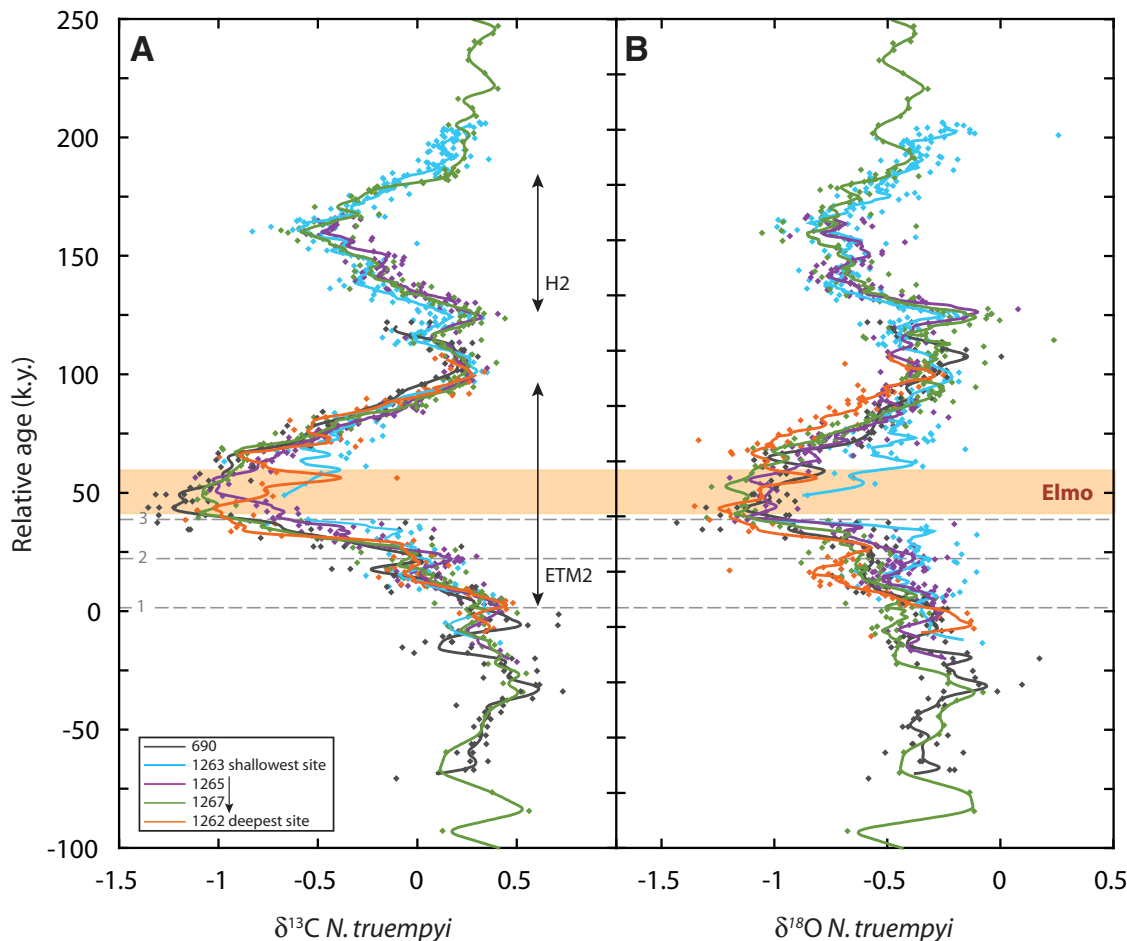 A
B
250
200
150
100
50
0
-50
-100
Relative age (k.y.)
H2
ETM2
Elmo
3
2
1
690
1263 shallowest site
1265
1267
1262 deepest site
-1.5 -1 -0.5 0 0.5
-1.5 -1 -0.5 0 0.5
δ¹³C N. truempyi
δ¹⁸O N. truempyi